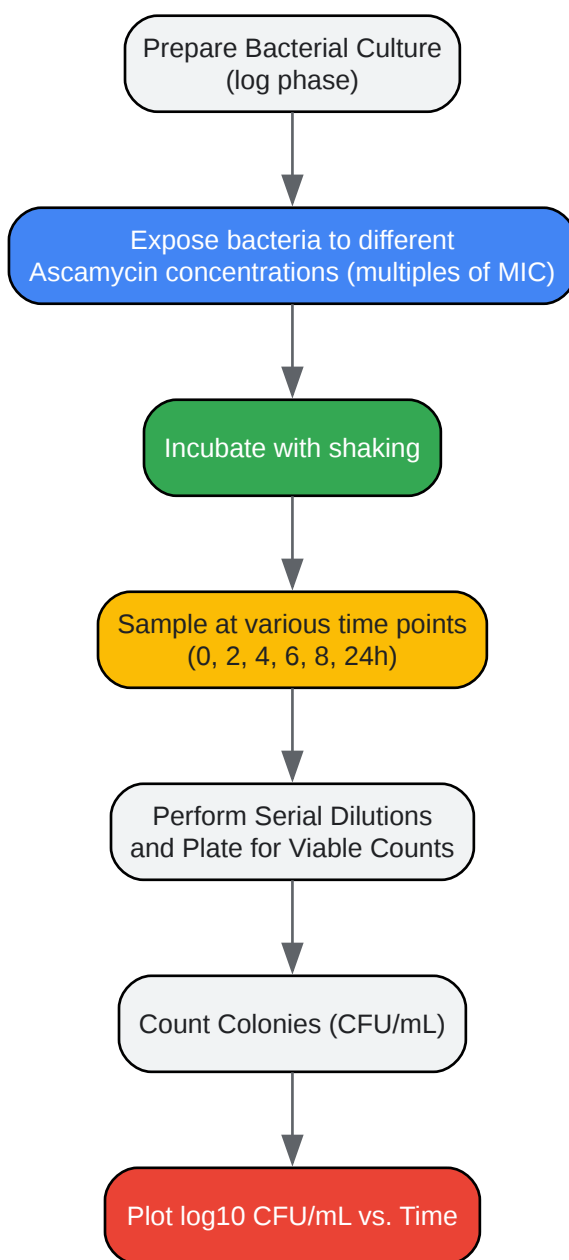 Prepare Bacterial Culture
(log phase)
Expose bacteria to different
Ascamycin concentrations (multiples of MIC)
Incubate with shaking
Sample at various time points
(0, 2, 4, 6, 8, 24h)
Perform Serial Dilutions
and Plate for Viable Counts
Count Colonies (CFU/mL)
Plot log10 CFU/mL vs. Time